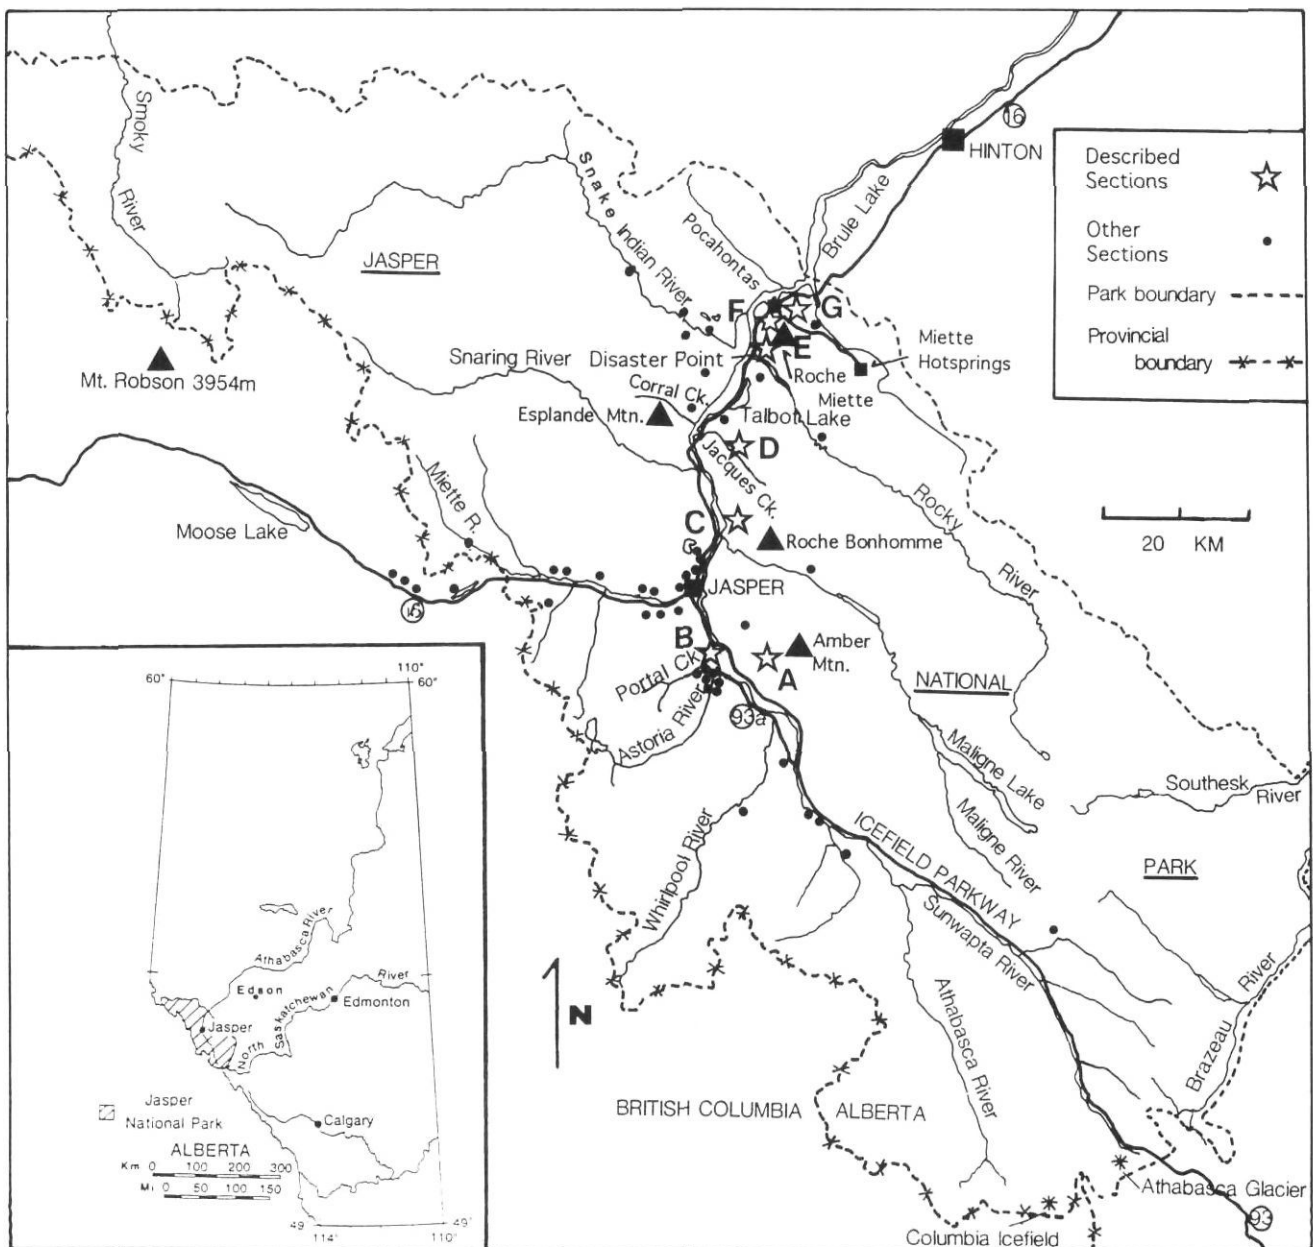 Smoky
River
16
HINTON
Described
Sections
Other
Sections
Park boundary
Provincial
boundary
Snake Indian River
Pocahontas
Brule Lake
JASPER
F
G
E
Miette
Hotsprings
Mt. Robson 3954m
Snaring River
Disaster Point
Roche
Miette
Corral Ck.
Esplande Mtn.
Talbot Lake
D
Jacques Ck.
Rocky
River
20 KM
Miette R.
Moose Lake
C
Roche Bonhomme
JASPER
16
B
Amber
Mtn.
A
Portal Ck.
Astoria River
93a
NATIONAL
Maligne Lake
Maligne River
Southesk
River
Whirlpool River
ICEFIELD PARKWAY
PARK
Sunwapta River
Athabasca River
Brazeau
River
N
BRITISH COLUMBIA
ALBERTA
Athabasca Glacier
Columbia Icefield
93
110°
60°
60°
Athabasca River
Edson
River
Saskatchewan
North
Edmonton
Jasper
Jasper
National Park
Calgary
ALBERTA
Km 0 100 200 300
Mi 0 50 100 150
49
49°
114°
110°